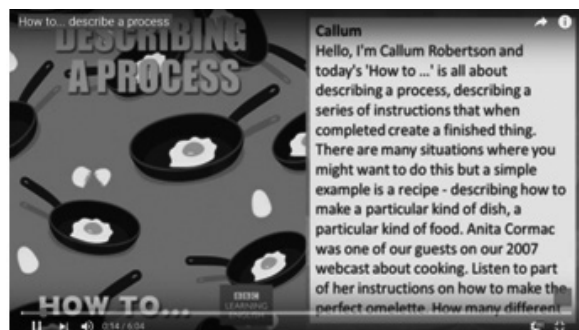 How to... describe a process
DESCRIBING
A PROCESS
Callum
Hello, I'm Callum Robertson and
today's 'How to ...' is all about
describing a process, describing a
series of instructions that when
completed create a finished thing.
There are many situations where you
might want to do this but a simple
example is a recipe - describing how to
make a particular kind of dish, a
particular kind of food. Anita Cormac
was one of our guests on our 2007
webcast about cooking. Listen to part
of her instructions on how to make the
perfect omelette. How many different
HOW TO...
BBC
LEARNING
ENGLISH
0:14 / 6:04